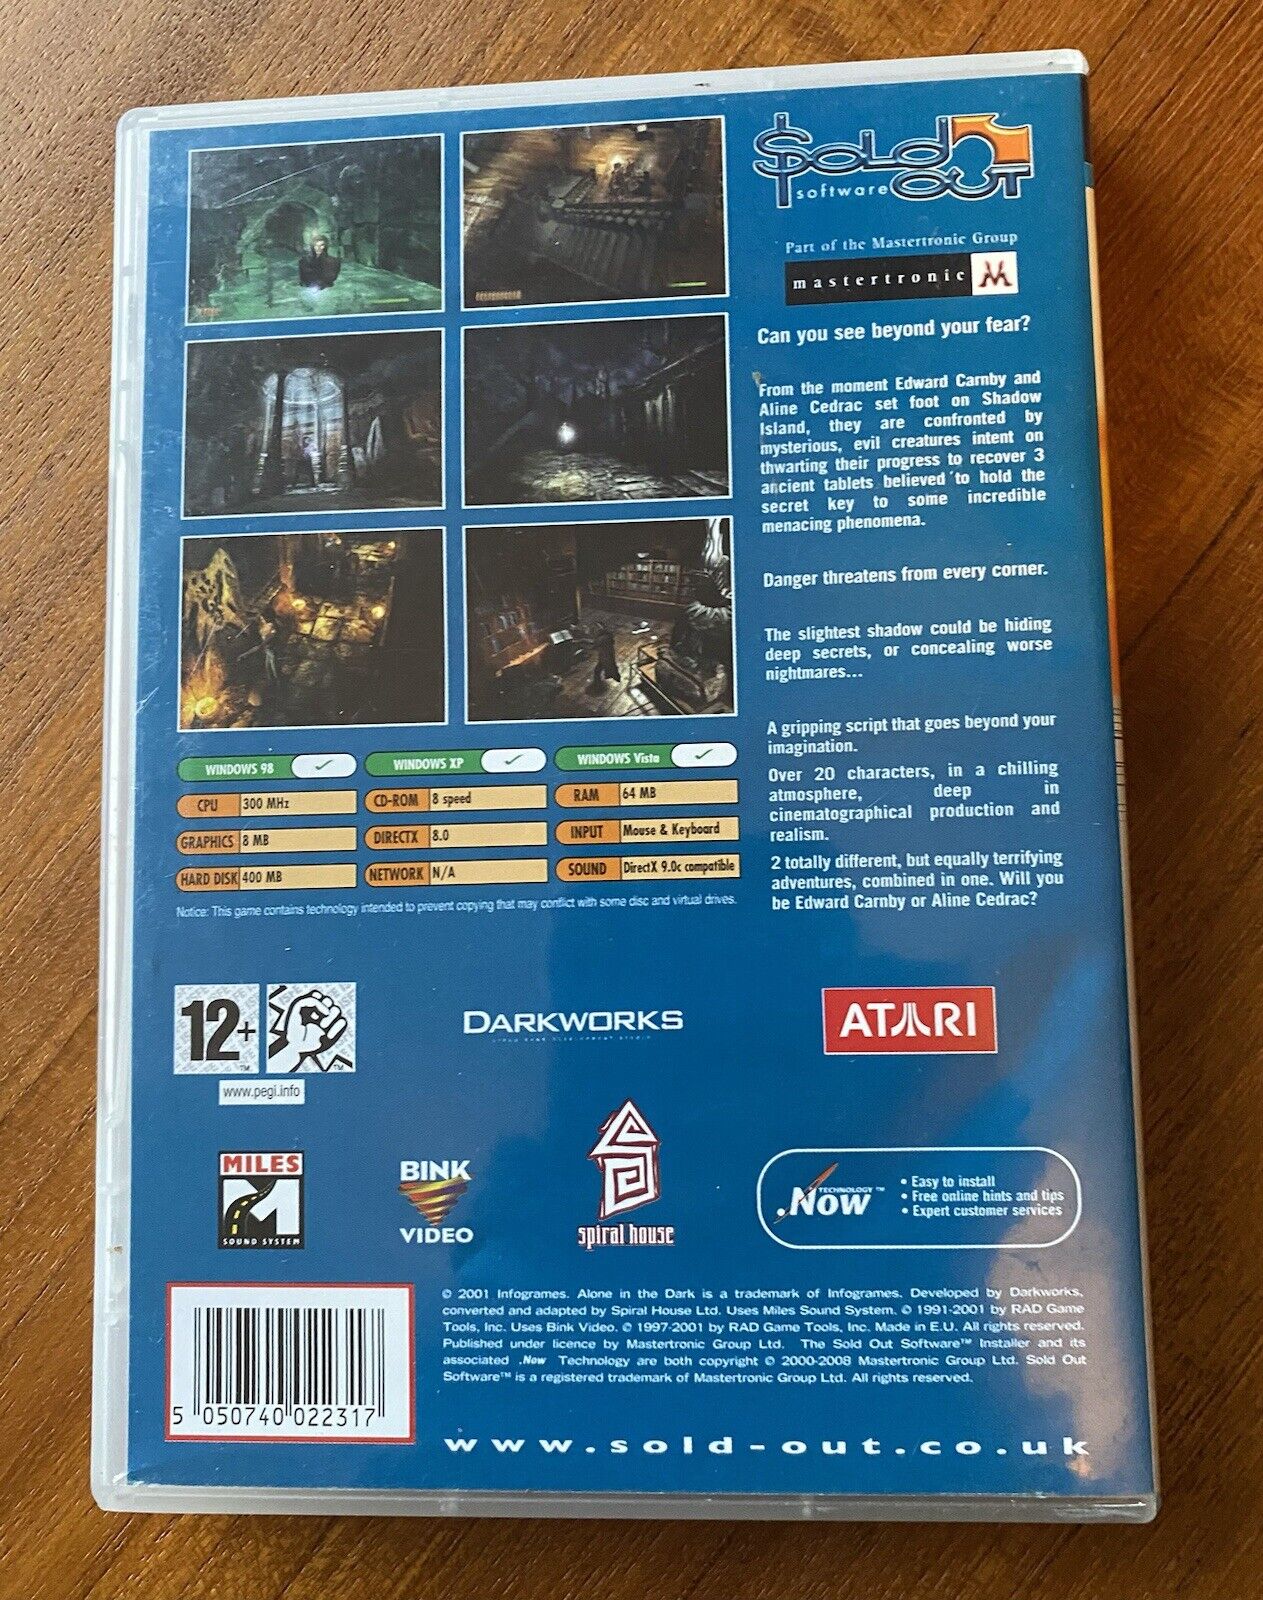 SOLD OUT
software
Part of the Mastertronic Group
mastertronic M
Can you see beyond your fear?
From the moment Edward Carnby and
Aline Cedrac set foot on Shadow
Island, they are confronted by
mysterious, evil creatures intent on
thwarting their progress to recover 3
ancient tablets believed to hold the
secret key to some incredible
menacing phenomena.
Danger threatens from every corner.
The slightest shadow could be hiding
deep secrets, or concealing worse
nightmares...
A gripping script that goes beyond your
imagination.
Over 20 characters, in a chilling
atmosphere, deep in
cinematographical production and
realism.
2 totally different, but equally terrifying
adventures, combined in one. Will you
be Edward Carnby or Aline Cedrac?
WINDOWS 98 ✓ WINDOWS XP ✓ WINDOWS Vista ✓
CPU 300 MHz CD-ROM 8 speed RAM 64 MB
GRAPHICS 8 MB DIRECTX 8.0 INPUT Mouse & Keyboard
HARD DISK 400 MB NETWORK N/A SOUND DirectX 9.0c compatible
Notice: This game contains technology intended to prevent copying that may conflict with some disc and virtual drives.
12+ ™ ™
www.pegi.info
DARKWORKS
ATARI
MILES
SOUND SYSTEM
BINK
VIDEO
spiral house
.Now TECHNOLOGY ™
• Easy to install
• Free online hints and tips
• Expert customer services
© 2001 Infogrames. Alone in the Dark is a trademark of Infogrames. Developed by Darkworks,
converted and adapted by Spiral House Ltd. Uses Miles Sound System. © 1991-2001 by RAD Game
Tools, Inc. Uses Bink Video. © 1997-2001 by RAD Game Tools, Inc. Made in E.U. All rights reserved.
Published under licence by Mastertronic Group Ltd. The Sold Out Software™ Installer and its
associated .Now Technology are both copyright © 2000-2008 Mastertronic Group Ltd. Sold Out
Software™ is a registered trademark of Mastertronic Group Ltd. All rights reserved.
5 050740 022317
www.sold-out.co.uk